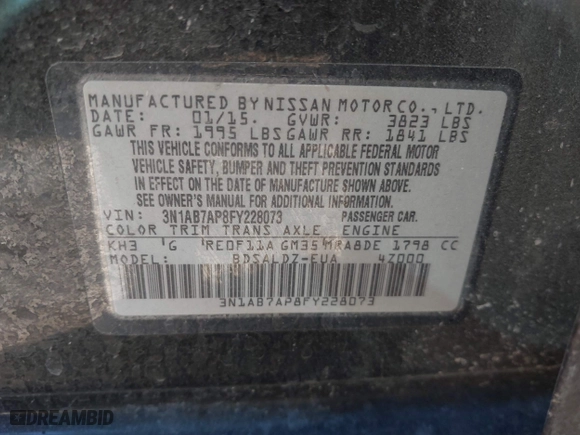 MANUFACTURED BY NISSAN MOTOR CO., LTD.
DATE: 01/15. GVWR: 3823 LBS
GAWR FR: 1995 LBS GAWR RR: 1841 LBS
THIS VEHICLE CONFORMS TO ALL APPLICABLE FEDERAL MOTOR
VEHICLE SAFETY, BUMPER AND THEFT PREVENTION STANDARDS
IN EFFECT ON THE DATE OF MANUFACTURE SHOWN ABOVE.
SEE OWNER'S MANUAL FOR ADDITIONAL INFORMATION.
VIN: 3N1AB7AP8FY228073 PASSENGER CAR.
COLOR TRIM TRANS AXLE ENGINE
KH3 G RE0F11A GM35 MRA8DE 1798 CC
MODEL: BDSALDZ-EUA 4Z000
3N1AB7AP8FY228073
DREAMBID